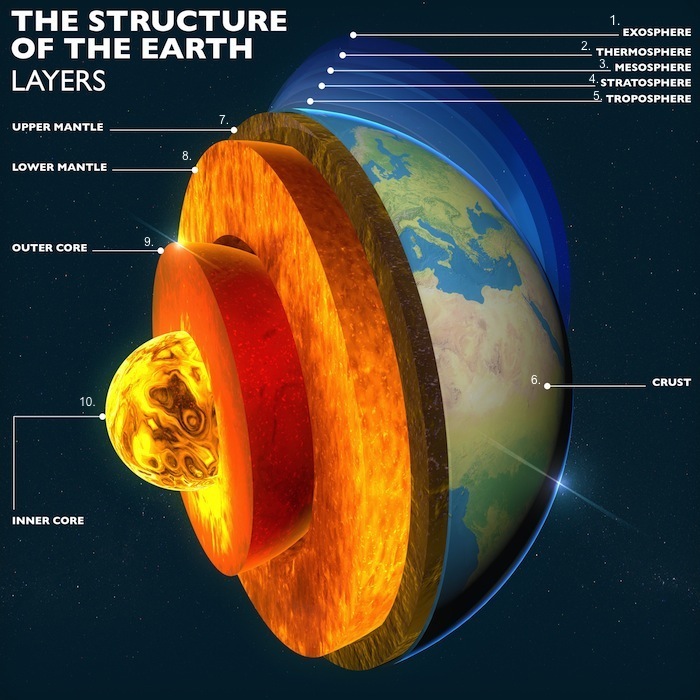 THE STRUCTURE
OF THE EARTH
LAYERS
1.
EXOSPHERE
2. THERMOSPHERE
3. MESOSPHERE
4. STRATOSPHERE
5. TROPOSPHERE
UPPER MANTLE 7.
LOWER MANTLE 8.
OUTER CORE 9.
6. CRUST
10.
INNER CORE